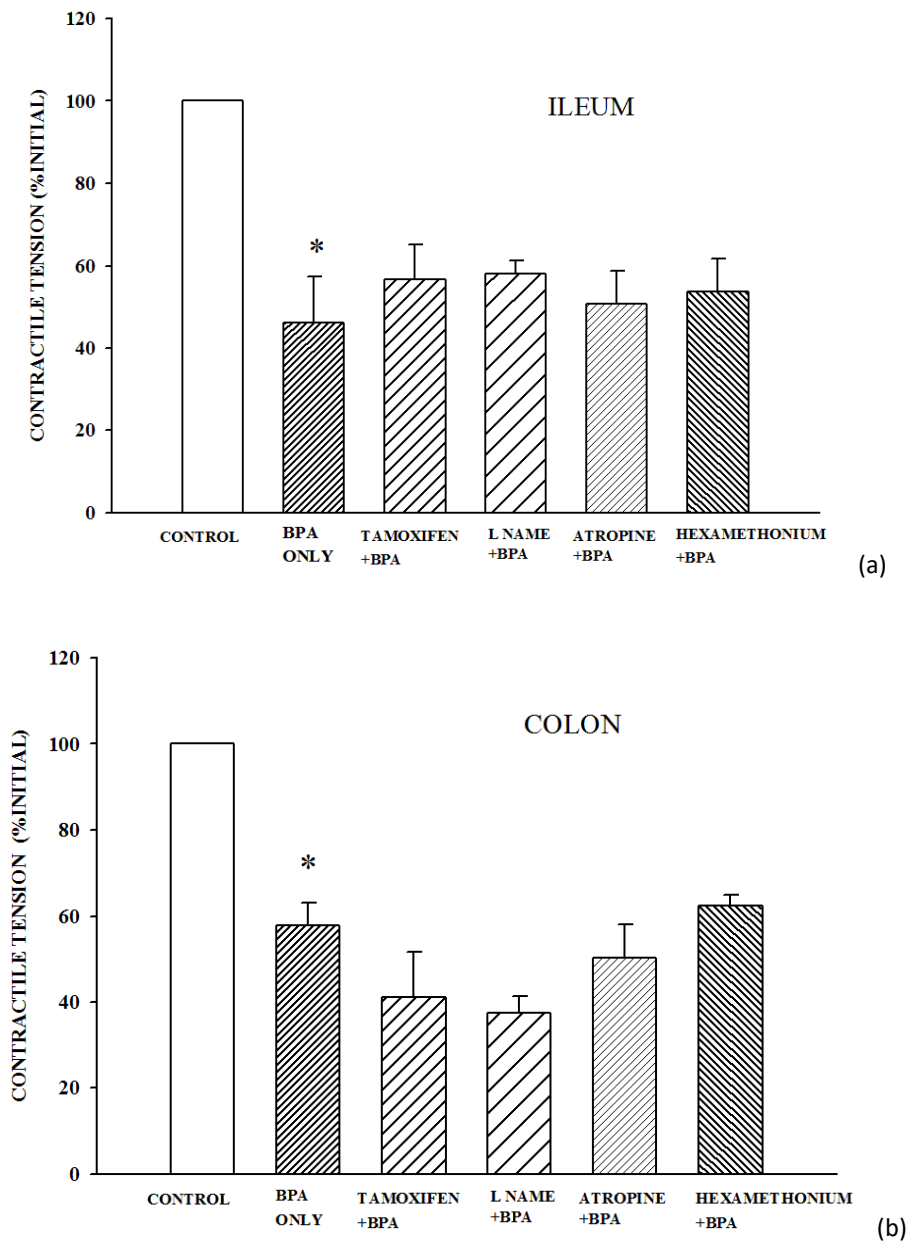 120
100
80
60
40
20
0
CONTRACTILE TENSION (%INITIAL)
ILEUM
*
CONTROL
BPA
ONLY
TAMOXIFEN
+BPA
L NAME
+BPA
ATROPINE
+BPA
HEXAMETHONIUM
+BPA
(a)
120
100
80
60
40
20
0
CONTRACTILE TENSION (%INITIAL)
COLON
*
CONTROL
BPA
ONLY
TAMOXIFEN
+BPA
L NAME
+BPA
ATROPINE
+BPA
HEXAMETHONIUM
+BPA
(b)